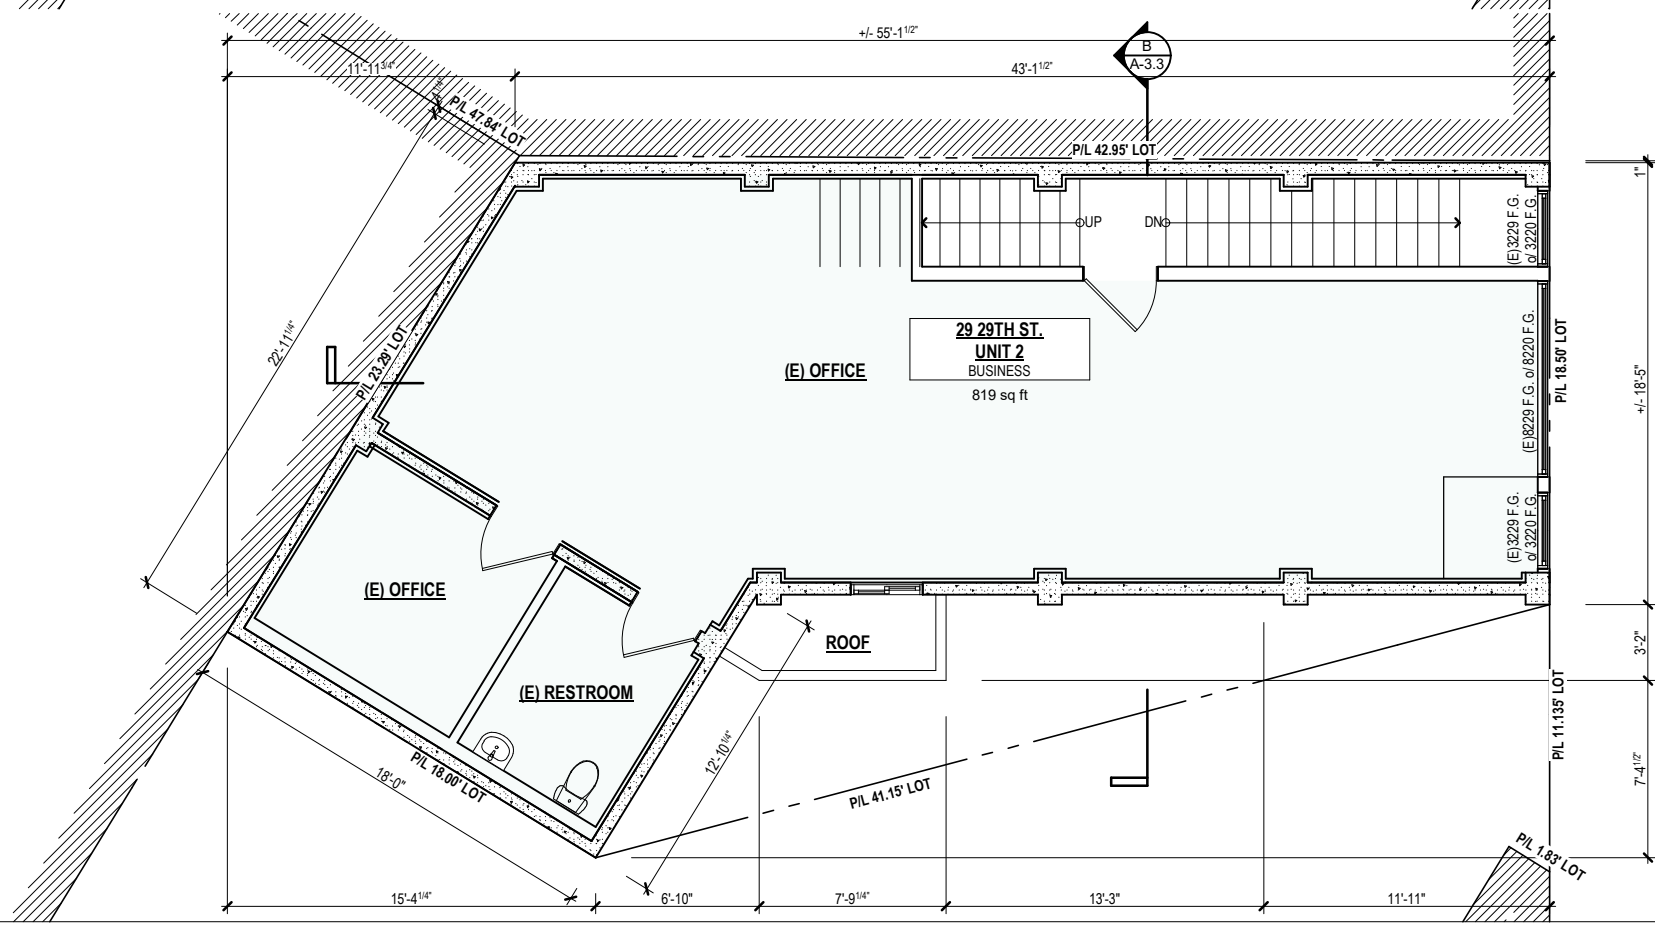 +/- 55'-1 1/2"
11'-11 3/4"
43'-1 1/2"
B
A-3.3
P/L 47.84' LOT
P/L 42.95' LOT
1"
UP
DN
(E)3229 F.G.
o/ 3220 F.G.
22'-11 1/4"
P/L 23.29' LOT
29 29TH ST.
UNIT 2
BUSINESS
819 sq ft
(E) OFFICE
(E)8229 F.G. o/ 8220 F.G.
P/L 18.50' LOT
+/- 18'-5"
(E)3229 F.G.
o/ 3220 F.G.
(E) OFFICE
ROOF
3'-2"
(E) RESTROOM
P/L 11.135' LOT
12'-10 1/4"
18'-0"
P/L 18.00' LOT
P/L 41.15' LOT
7'-4 1/2"
P/L 1.83' LOT
15'-4 1/4"
6'-10"
7'-9 1/4"
13'-3"
11'-11"